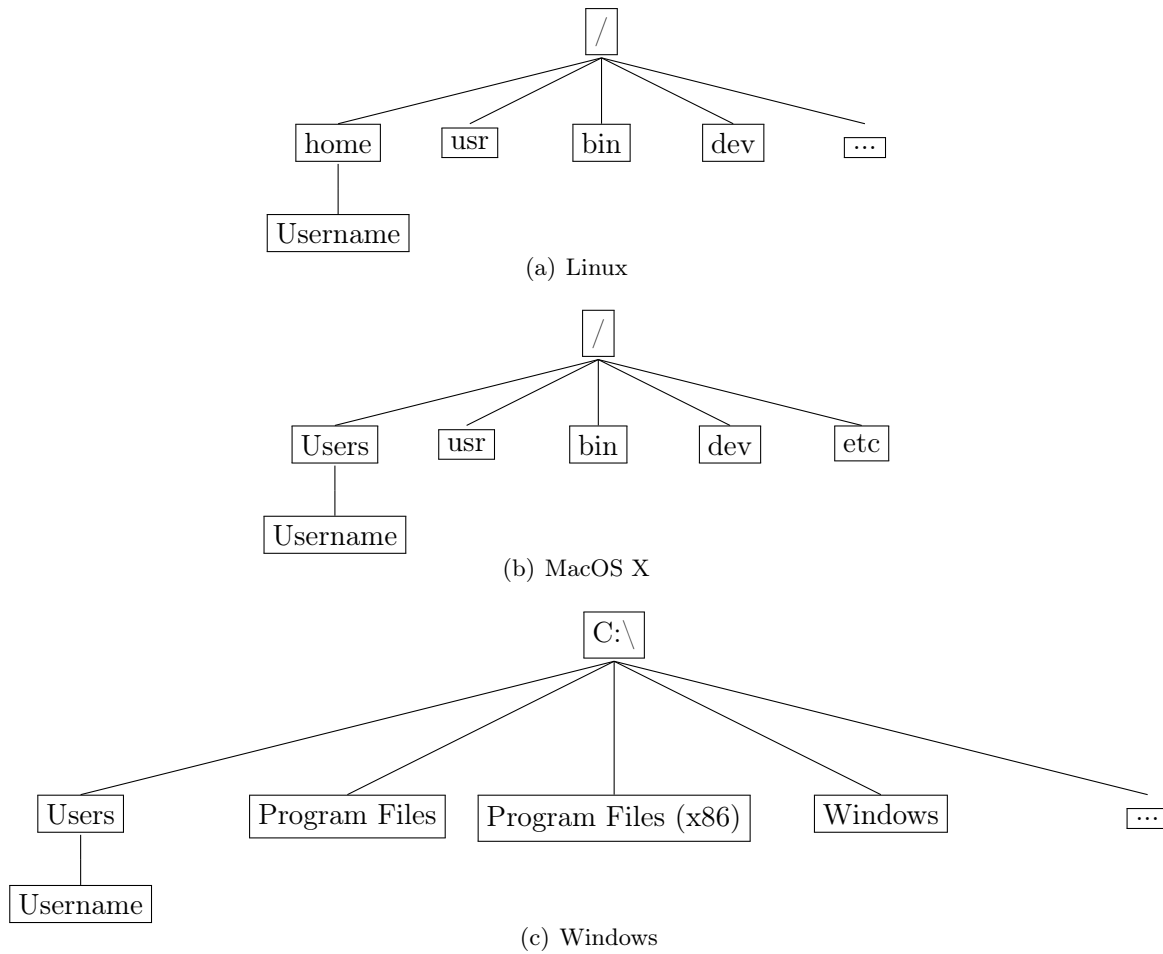 /
home usr bin dev ...
Username
(a) Linux
/
Users usr bin dev etc
Username
(b) MacOS X
C:\
Users Program Files Program Files (x86) Windows ...
Username
(c) Windows